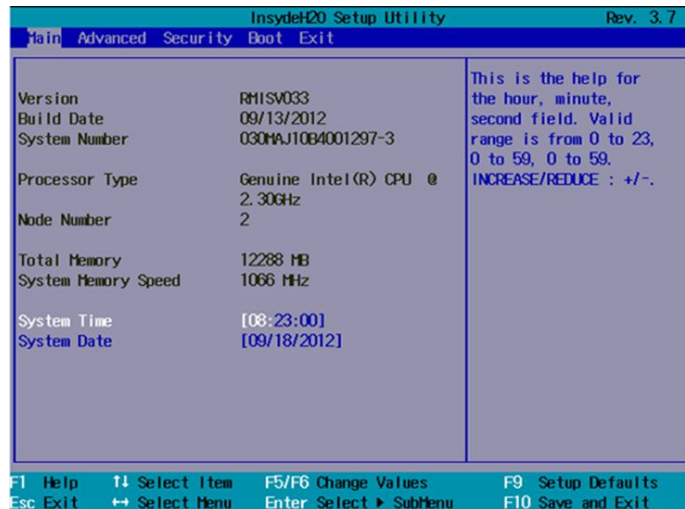 InsydeH2O Setup Utility Rev. 3.7
Main Advanced Security Boot Exit
Version RMISV033
Build Date 09/13/2012
System Number 030MAJ10B4001297-3
Processor Type Genuine Intel(R) CPU @
2.30GHz
Node Number 2
Total Memory 12288 MB
System Memory Speed 1066 MHz
System Time [08:23:00]
System Date [09/18/2012]
This is the help for
the hour, minute,
second field. Valid
range is from 0 to 23,
0 to 59, 0 to 59.
INCREASE/REDUCE : +/-.
F1 Help ↑↓ Select Item F5/F6 Change Values F9 Setup Defaults
Esc Exit ↔ Select Menu Enter Select ▶ SubMenu F10 Save and Exit